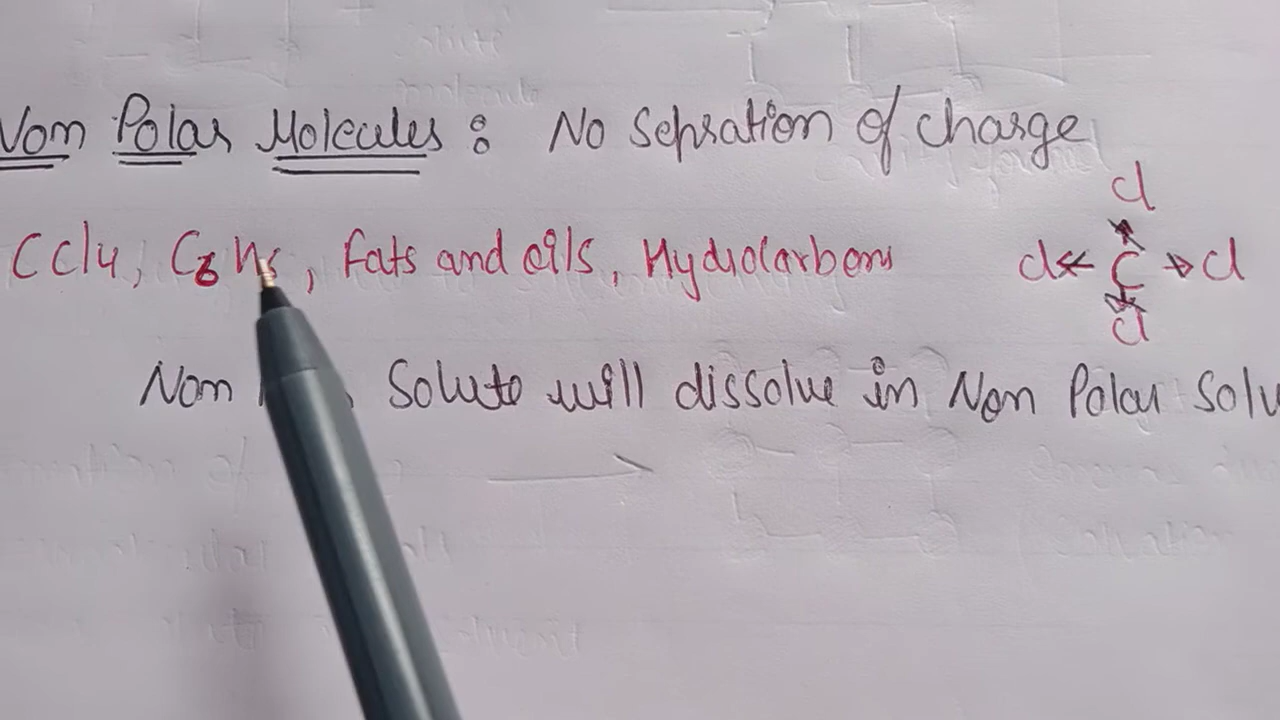 Non Polar Molecules : No Sepration of charge
Cl
CCl4, C6H6, Fats and oils, Hydrocarbons Cl C Cl
Cl
Non Solute will dissolve in Non Polar Solv